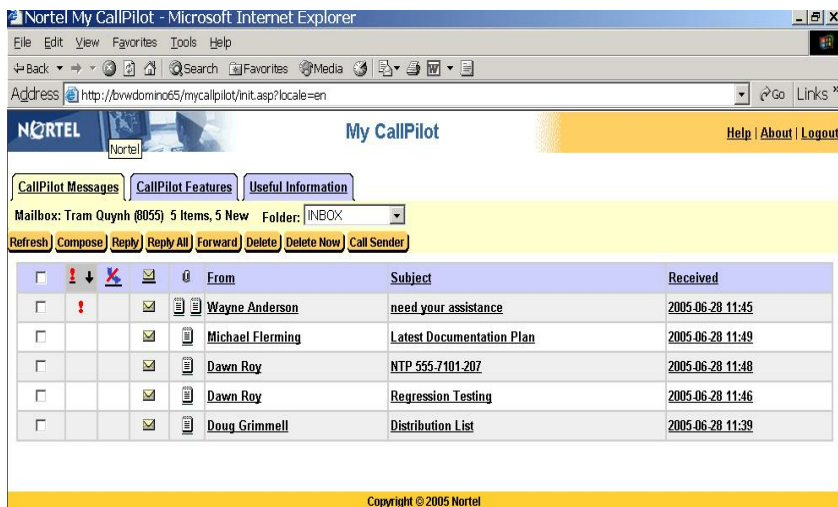 Nortel My CallPilot - Microsoft Internet Explorer
File Edit View Favorites Tools Help
Back Search Favorites Media
Address http://bvwdomino65/mycallpilot/init.asp?locale=en Go Links »
NORTEL My CallPilot Help | About | Logout
Nortel
CallPilot Messages CallPilot Features Useful Information
Mailbox: Tram Quynh (8055) 5 Items, 5 New Folder: INBOX
Refresh Compose Reply Reply All Forward Delete Delete Now Call Sender
From Subject Received
Wayne Anderson need your assistance 2005-06-28 11:45
Michael Flerming Latest Documentation Plan 2005-06-28 11:49
Dawn Roy NTP 555-7101-207 2005-06-28 11:48
Dawn Roy Regression Testing 2005-06-28 11:46
Doug Grimmell Distribution List 2005-06-28 11:39
Copyright © 2005 Nortel